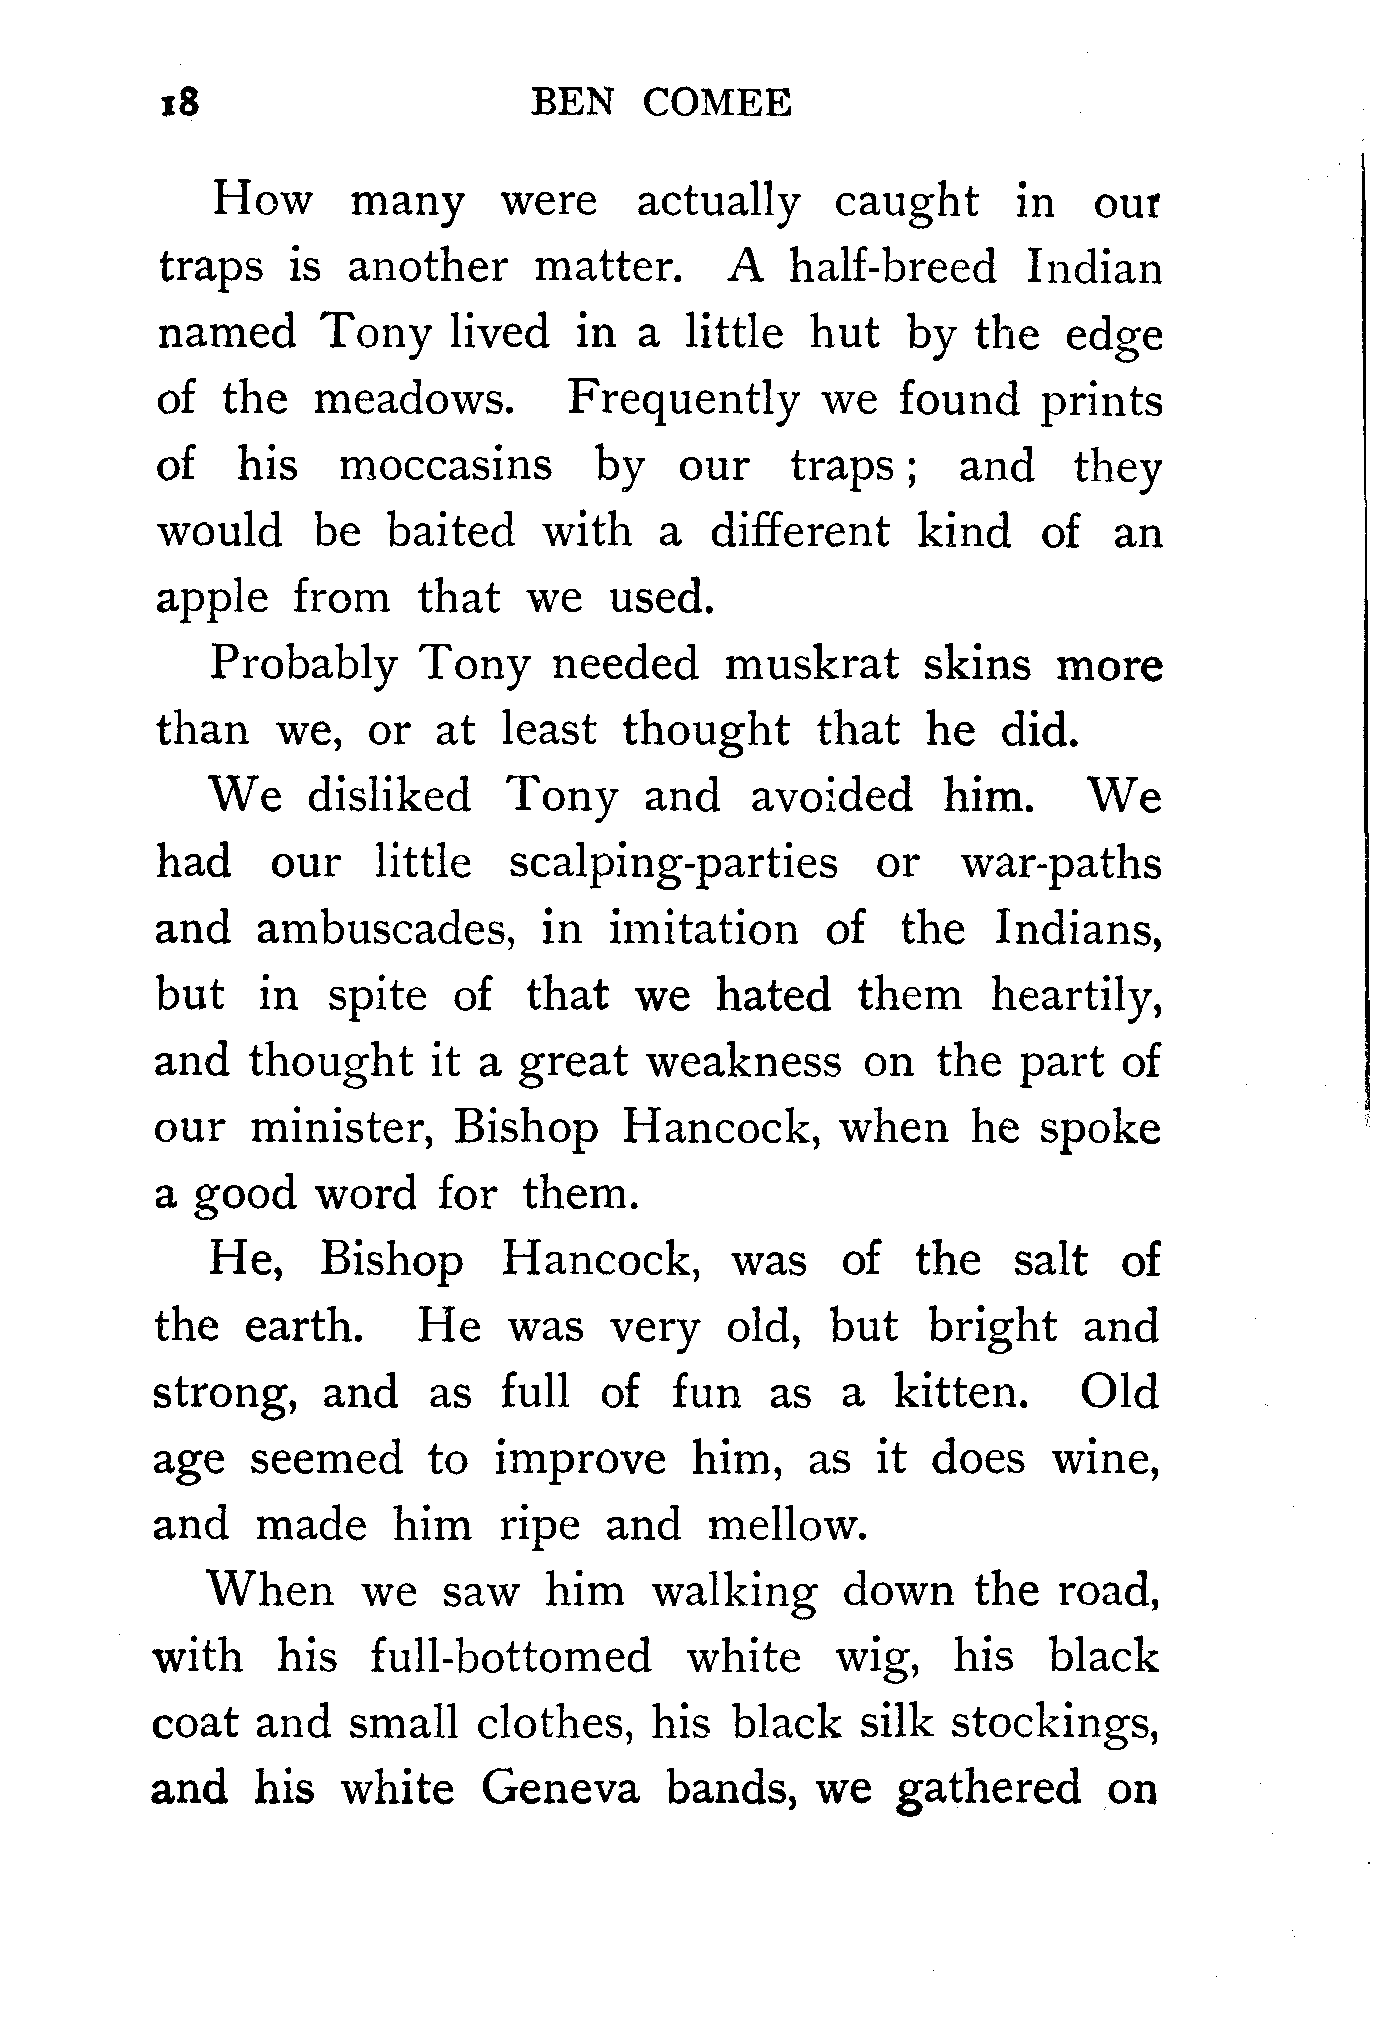 18 BEN COMEE
How many were actually caught in our
traps is another matter. A half-breed Indian
named Tony lived in a little hut by the edge
of the meadows. Frequently we found prints
of his moccasins by our traps; and they
would be baited with a different kind of an
apple from that we used.
Probably Tony needed muskrat skins more
than we, or at least thought that he did.
We disliked Tony and avoided him. We
had our little scalping-parties or war-paths
and ambuscades, in imitation of the Indians,
but in spite of that we hated them heartily,
and thought it a great weakness on the part of
our minister, Bishop Hancock, when he spoke
a good word for them.
He, Bishop Hancock, was of the salt of
the earth. He was very old, but bright and
strong, and as full of fun as a kitten. Old
age seemed to improve him, as it does wine,
and made him ripe and mellow.
When we saw him walking down the road,
with his full-bottomed white wig, his black
coat and small clothes, his black silk stockings,
and his white Geneva bands, we gathered on